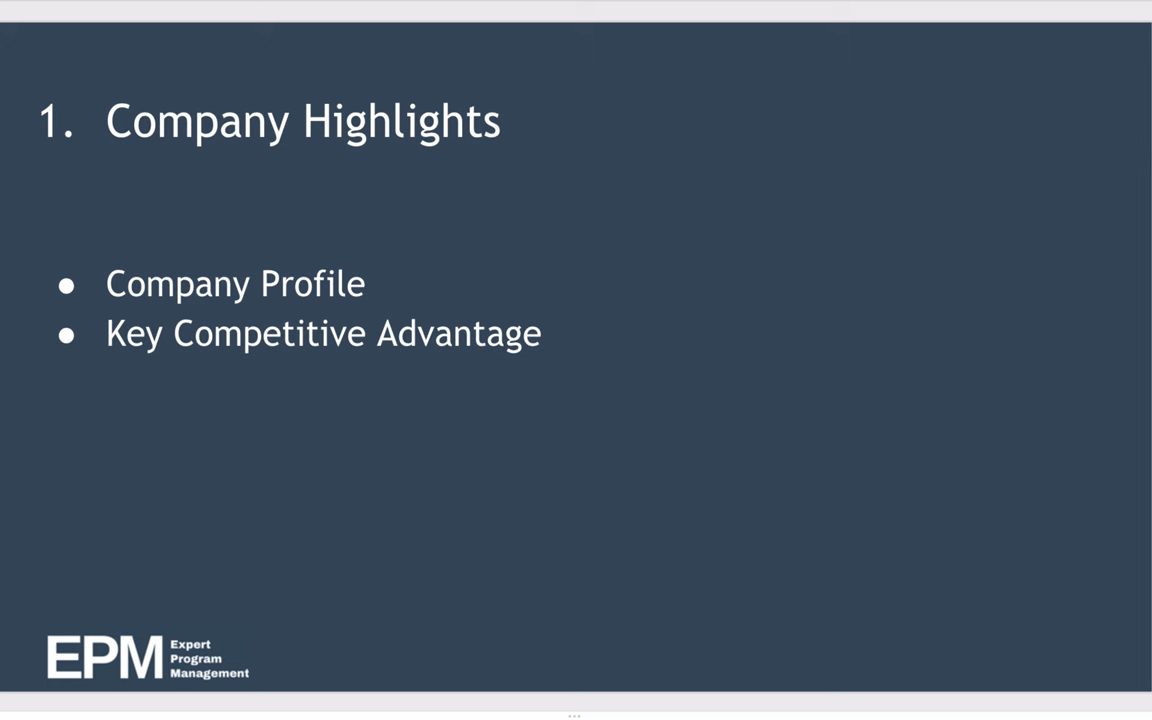 1. Company Highlights
● Company Profile
● Key Competitive Advantage
EPM
Expert
Program
Management